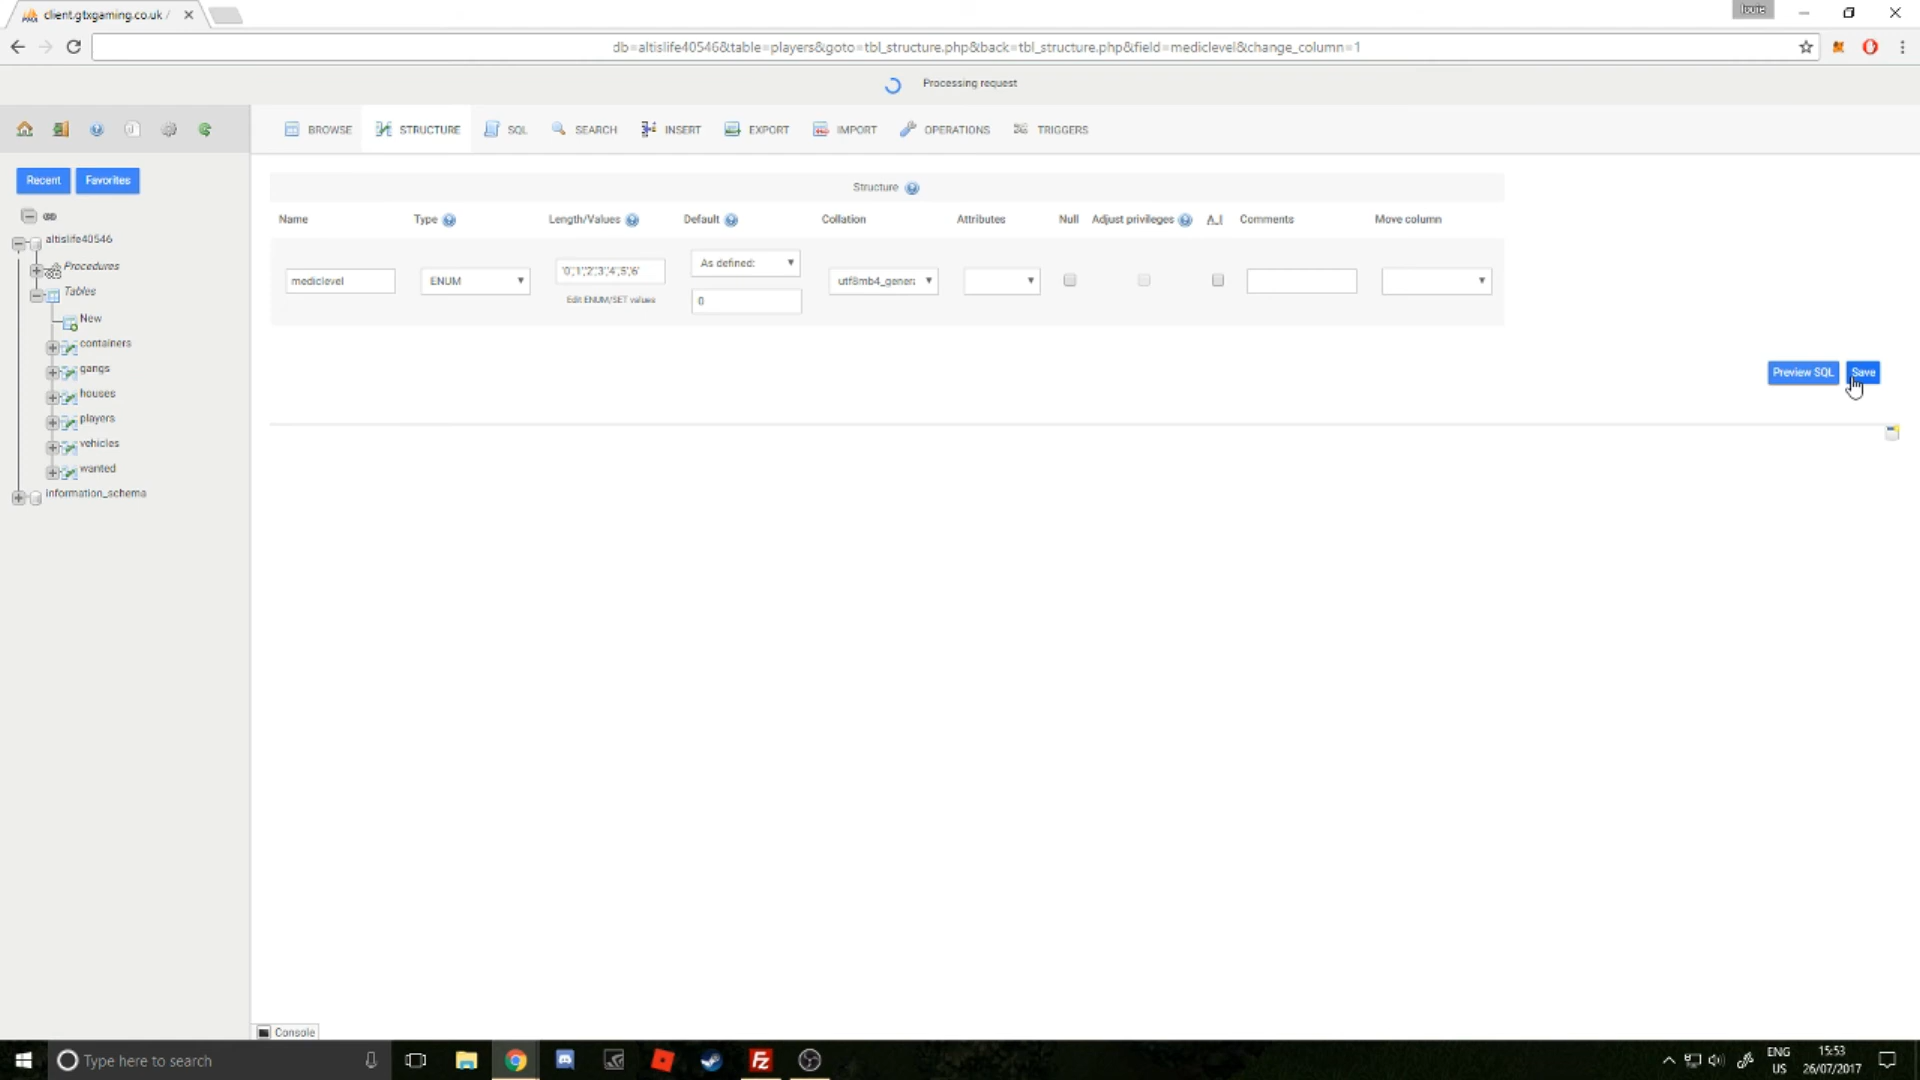 client.gtxgaming.co.uk /
louis
db=altislife40546&table=players&goto=tbl_structure.php&back=tbl_structure.php&field=mediclevel&change_column=1
Processing request
BROWSE STRUCTURE SQL SEARCH INSERT EXPORT IMPORT OPERATIONS TRIGGERS
Recent Favorites
Structure
Name Type Length/Values Default Collation Attributes Null Adjust privileges A_I Comments Move column
altislife40546
As defined:
Procedures
mediclevel ENUM '0','1','2','3','4','5','6' utf8mb4_gener
Tables
Edit ENUM/SET values 0
New
containers
gangs
Preview SQL Save
houses
players
vehicles
wanted
information_schema
Console
Type here to search
ENG
US
15:53
26/07/2017